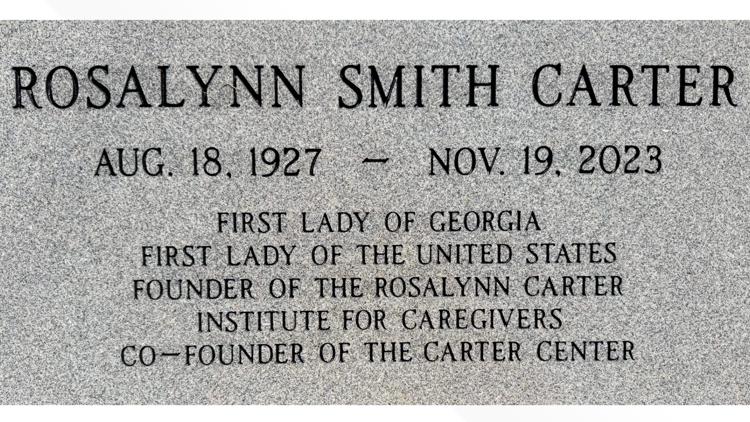 ROSALYNN SMITH CARTER
AUG. 18, 1927 – NOV. 19, 2023
FIRST LADY OF GEORGIA
FIRST LADY OF THE UNITED STATES
FOUNDER OF THE ROSALYNN CARTER
INSTITUTE FOR CAREGIVERS
CO–FOUNDER OF THE CARTER CENTER